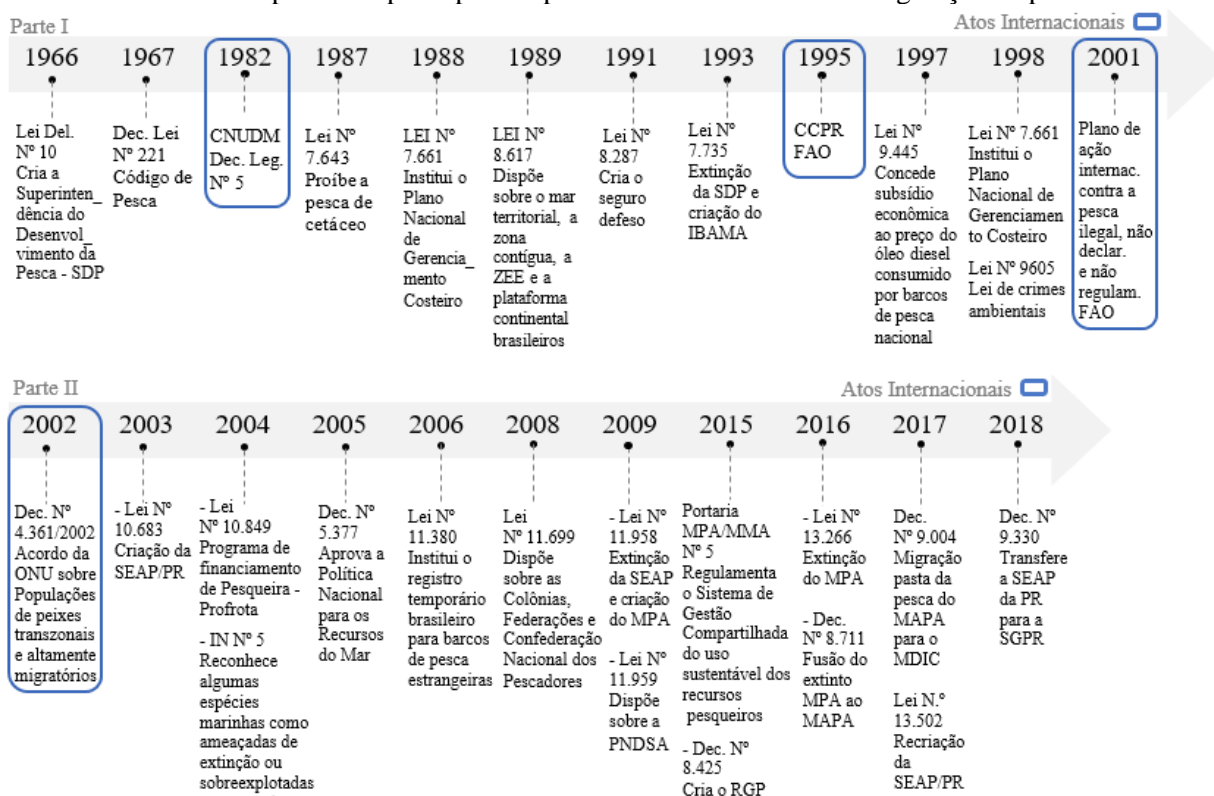 Parte I
Atos Internacionais
1966
1967
1982
1987
1988
1989
1991
1993
1995
1997
1998
2001
Lei Del.
Nº 10
Cria a
Superinten_
dência do
Desenvol_
vimento da
Pesca - SDP
Dec. Lei
Nº 221
Código de
Pesca
CNUDM
Dec. Leg.
Nº 5
Lei Nº
7.643
Proíbe a
pesca de
cetáceo
LEI Nº
7.661
Institui o
Plano
Nacional
de
Gerencia_
mento
Costeiro
LEI Nº
8.617
Dispõe
sobre o mar
territorial, a
zona
contígua, a
ZEE e a
plataforma
continental
brasileiros
Lei Nº
8.287
Cria o
seguro
defeso
Lei Nº
7.735
Extinção
da SDP e
criação do
IBAMA
CCPR
FAO
Lei Nº
9.445
Concede
subsídio
econômica
ao preço do
óleo diesel
consumido
por barcos
de pesca
nacional
Lei Nº 7.661
Institui o
Plano
Nacional de
Gerenciamen
to Costeiro
Lei Nº 9605
Lei de crimes
ambientais
Plano de
ação
internac.
contra a
pesca
ilegal, não
declar.
e não
regulam.
FAO
Parte II
Atos Internacionais
2002
2003
2004
2005
2006
2008
2009
2015
2016
2017
2018
Dec. Nº
4.361/2002
Acordo da
ONU sobre
Populações
de peixes
transzonais
e altamente
migratórios
- Lei Nº
10.683
Criação da
SEAP/PR
- Lei
Nº 10.849
Programa de
financiamento
de Pesqueira -
Profrota
- IN Nº 5
Reconhece
algumas
espécies
marinhas como
ameaçadas de
extinção ou
sobreexplotadas
Dec. Nº
5.377
Aprova a
Política
Nacional
para os
Recursos
do Mar
Lei Nº
11.380
Institui o
registro
temporário
brasileiro
para barcos
de pesca
estrangeiras
Lei
Nº 11.699
Dispõe
sobre as
Colônias,
Federações e
Confederação
Nacional dos
Pescadores
- Lei Nº
11.958
Extinção
da SEAP
e criação
do MPA
- Lei Nº
11.959
Dispõe
sobre a
PNDSA
Portaria
MPA/MMA
Nº 5
Regulamenta
o Sistema de
Gestão
Compartilhada
do uso
sustentável dos
recursos
pesqueiros
- Dec. Nº
8.425
Cria o RGP
- Lei Nº
13.266
Extinção
do MPA
- Dec.
Nº 8.711
Fusão do
extinto
MPA ao
MAPA
Dec.
Nº 9.004
Migração
pasta da
pesca do
MAPA
para o
MDIC
Lei N.º
13.502
Recriação
da
SEAP/PR
Dec. Nº
9.330
Transfere
a SEAP
da PR
para a
SGPR